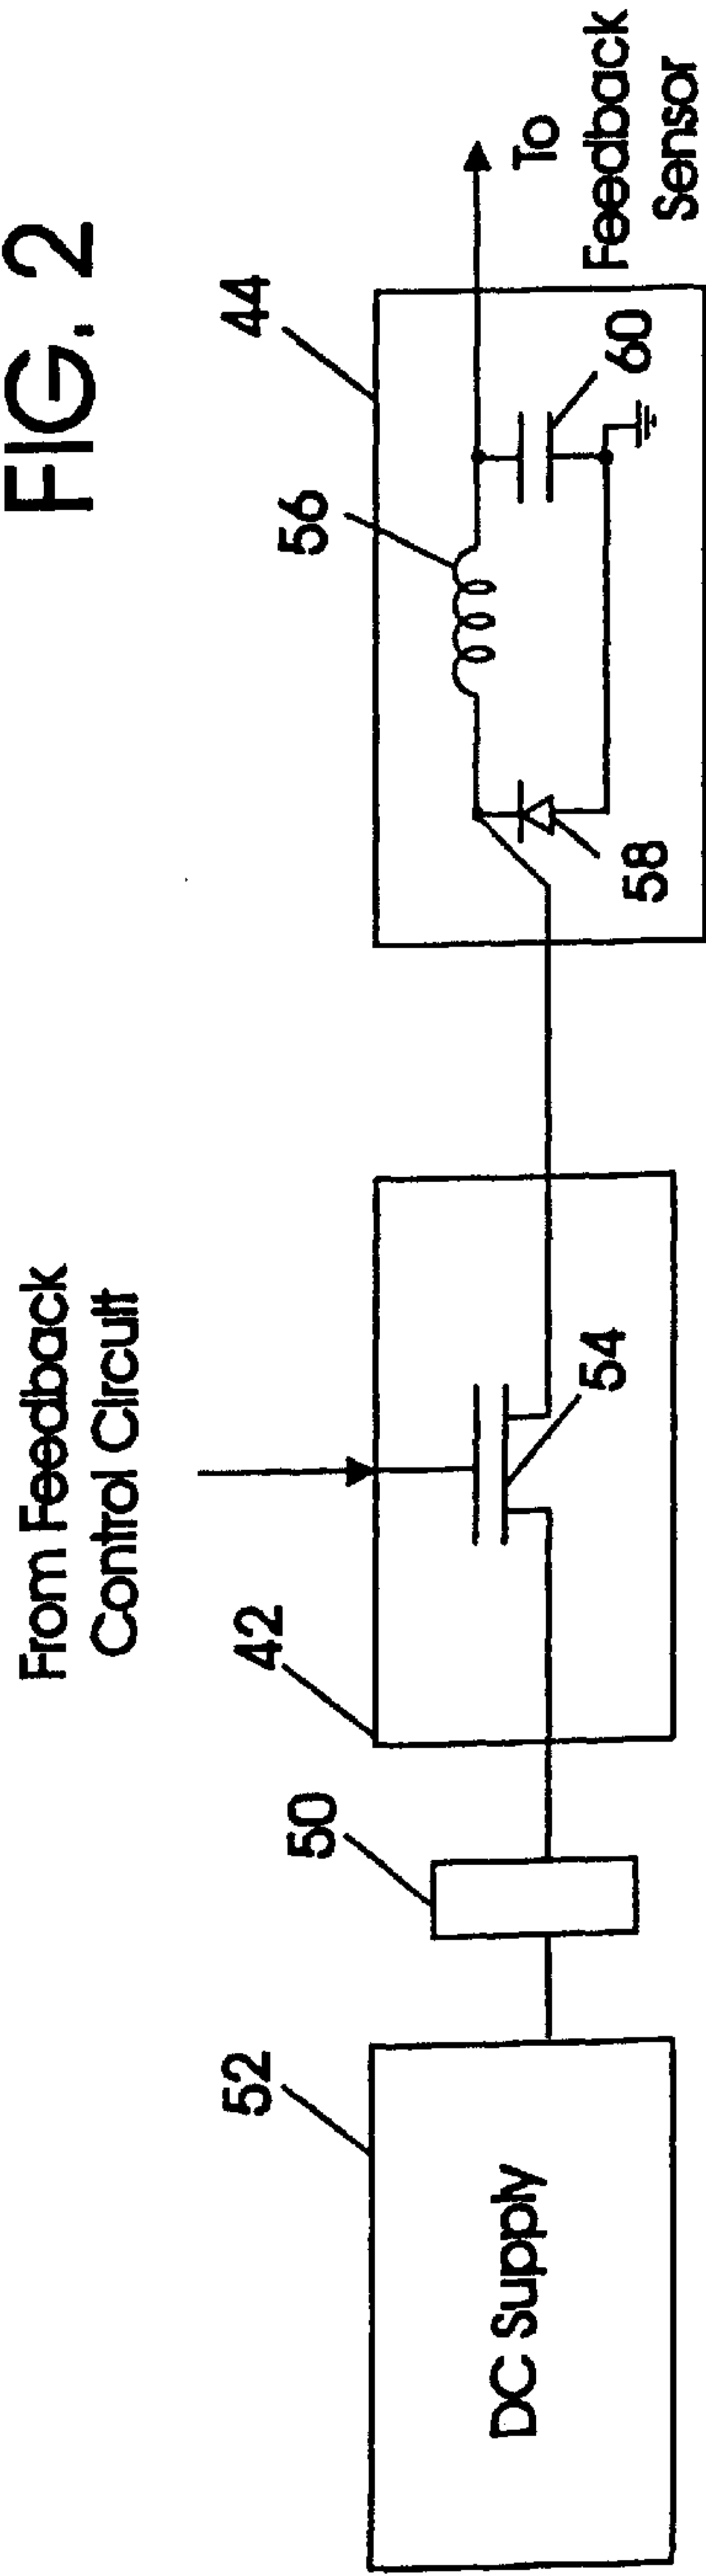 FIG. 2
From Feedback
Control Circuit
52
50
42
54
44
56
58
60
To
Feedback
Sensor
DC Supply